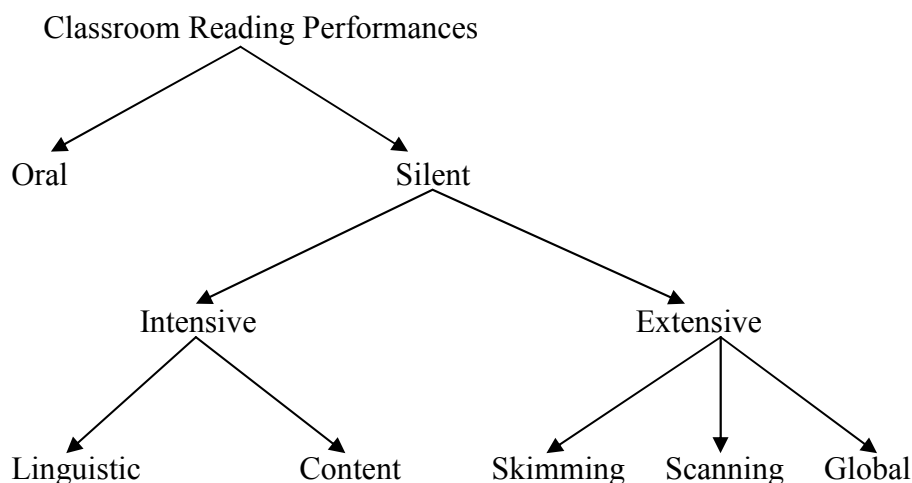 Classroom Reading Performances
Oral Silent
Intensive Extensive
Linguistic Content Skimming Scanning Global